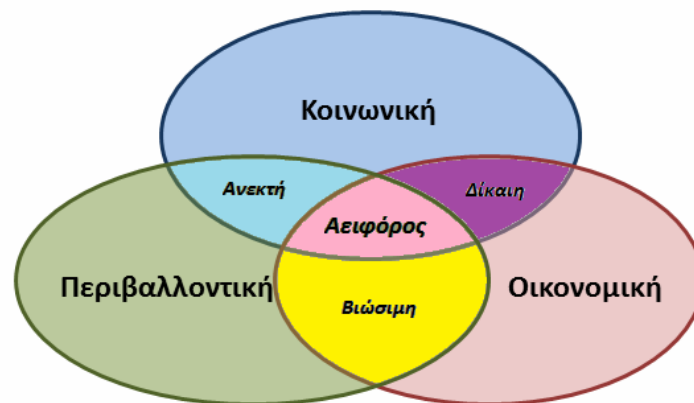 Κοινωνική
Ανεκτή
Δίκαιη
Αειφόρος
Περιβαλλοντική
Οικονομική
Βιώσιμη